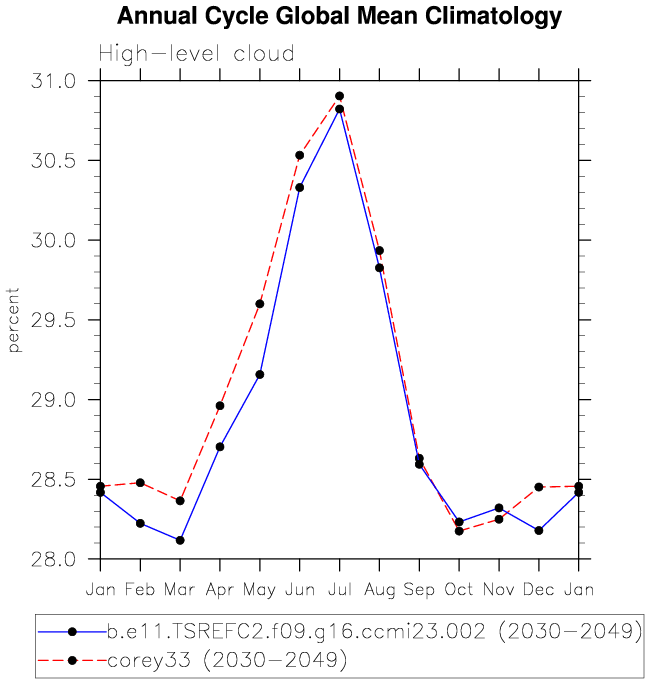 Annual Cycle Global Mean Climatology
High-level cloud
31.0
30.5
30.0
29.5
29.0
28.5
28.0
percent
Jan Feb Mar Apr May Jun Jul Aug Sep Oct Nov Dec Jan
b.e11.TSREFC2.f09.g16.ccmi23.002 (2030-2049)
corey33 (2030-2049)